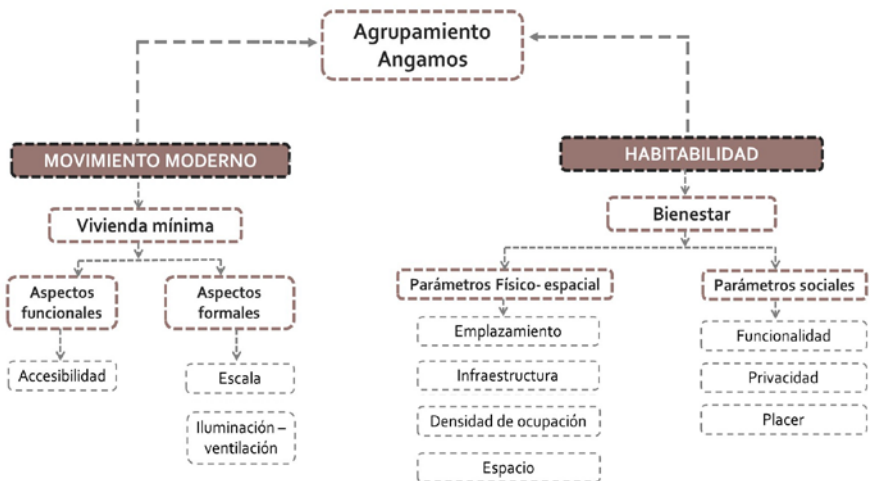 Agrupamiento
Angamos
MOVIMIENTO MODERNO
HABITABILIDAD
Vivienda mínima
Bienestar
Aspectos
funcionales
Aspectos
formales
Parámetros Físico- espacial
Parámetros sociales
Accesibilidad
Escala
Iluminación –
ventilación
Emplazamiento
Infraestructura
Densidad de ocupación
Espacio
Funcionalidad
Privacidad
Placer